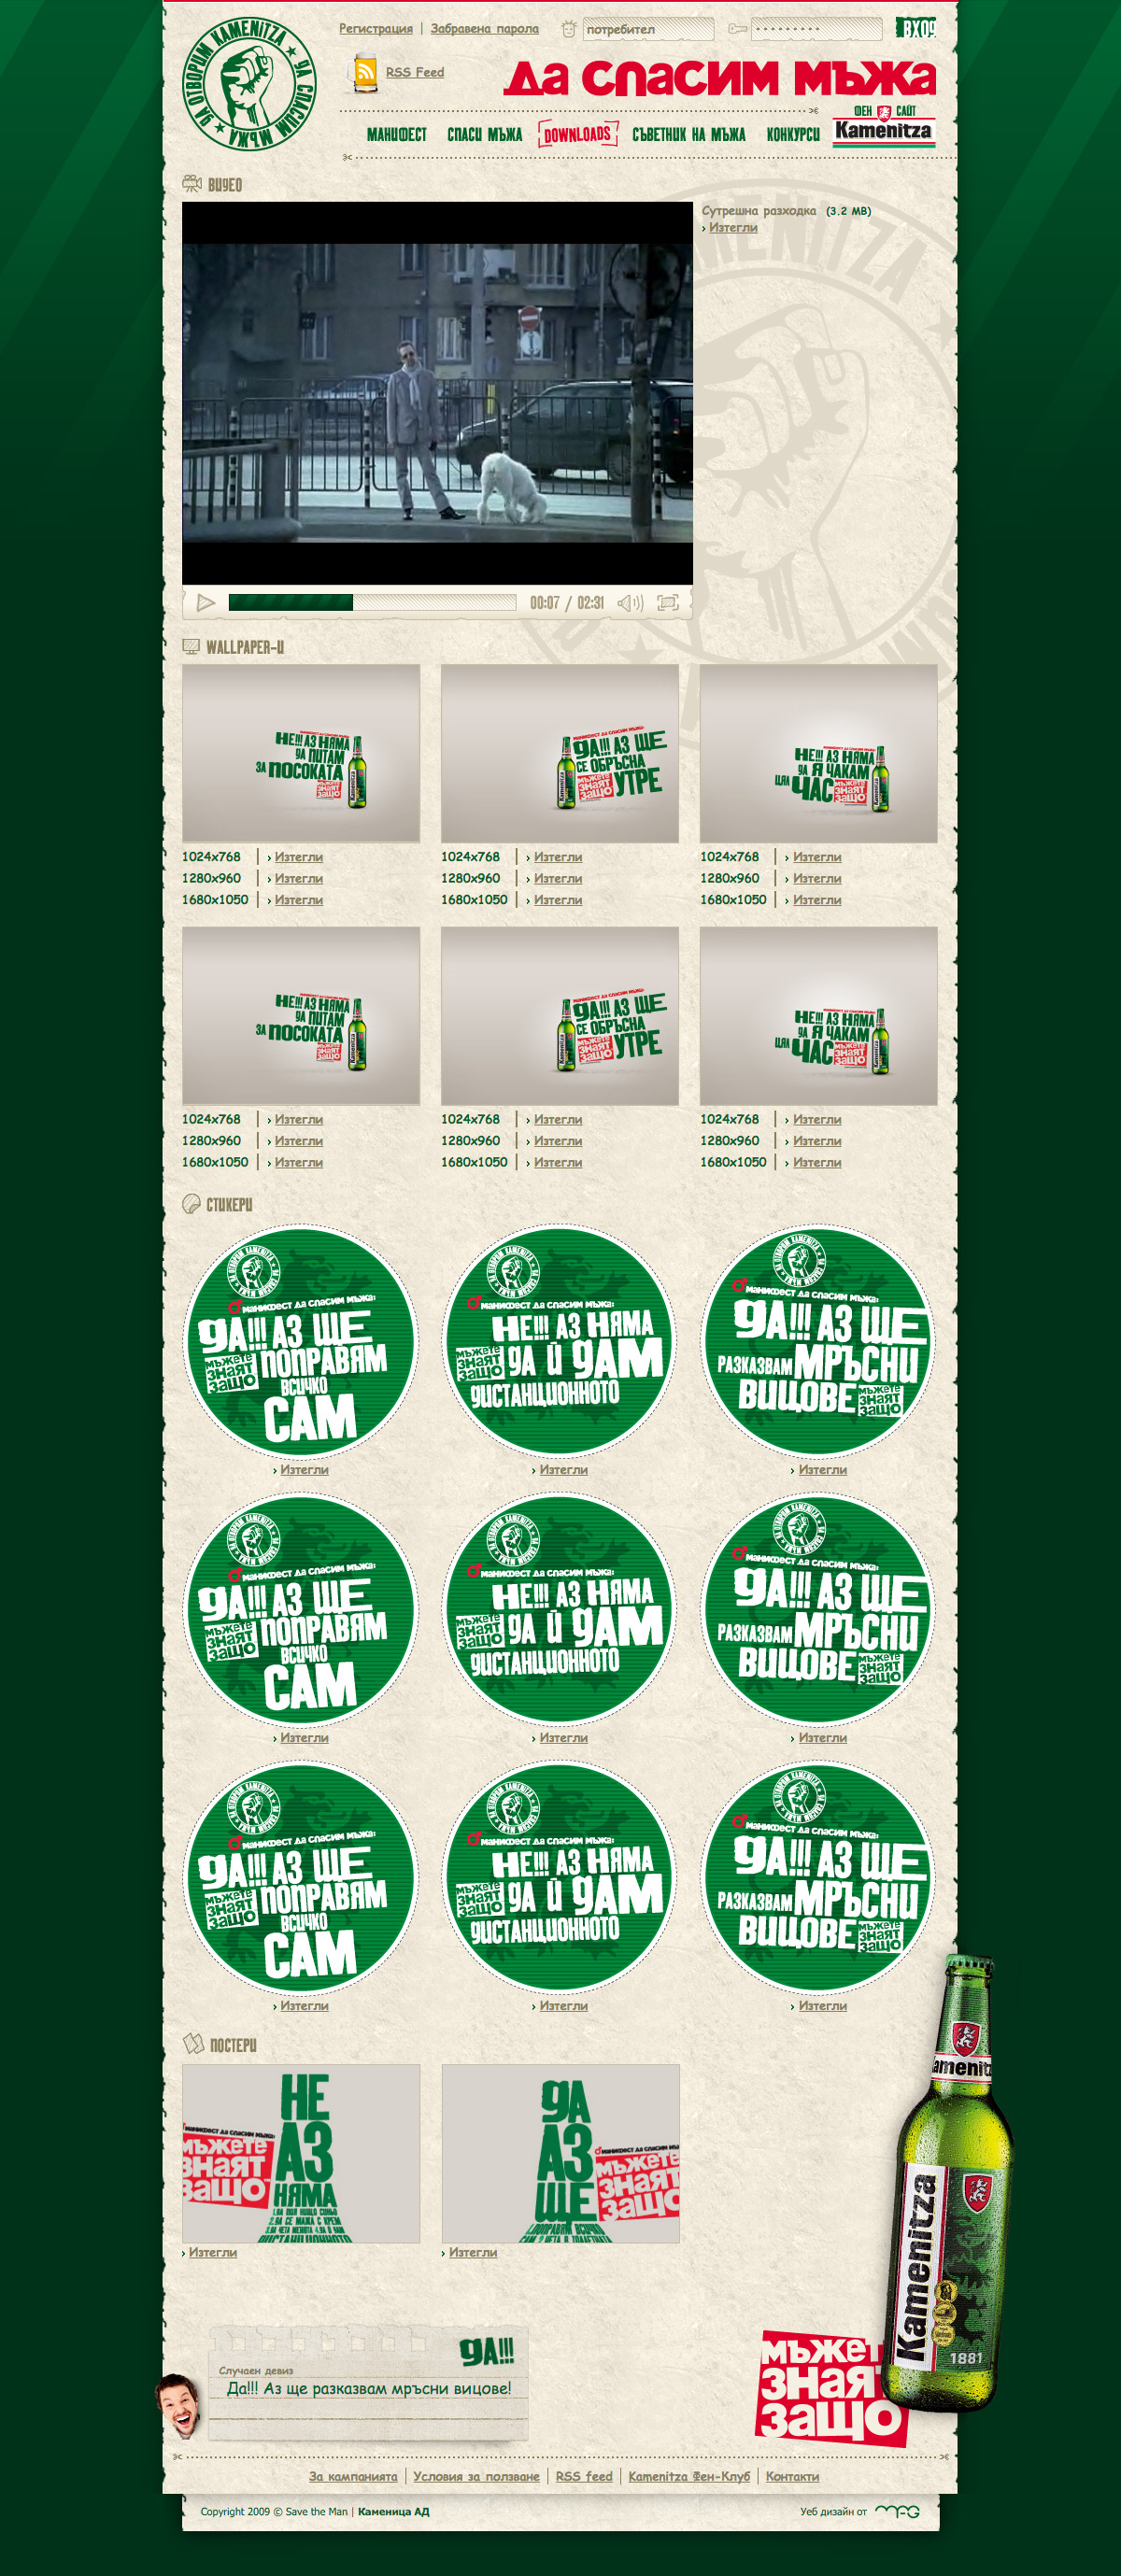 ЗА ОТВОРИМ KAMENITZA ★ ДА СПАСИМ МЪЖА ★
Регистрация | Забравена парола
потребител
ВХОД
RSS Feed
Да Спасим мъжа
МАНИФЕСТ СПАСИ МЪЖА DOWNLOADS СЪВЕТНИК НА МЪЖА КОНКУРСИ
ФЕН САЙТ
Kamenitza
ВИДЕО
Сутрешна разходка (3.2 MB)
› Изтегли
00:07 / 02:31
WALLPAPER-И
НЕ!!! АЗ НЯМА
ДА ПИТАМ
ЗА ПОСОКАТА
МЪЖЕТЕ
ЗНАЯТ
ЗАЩО
ДА!!! АЗ ЩЕ
СЕ ОБРЪСНА
УТРЕ
МЪЖЕТЕ
ЗНАЯТ
ЗАЩО
НЕ!!! АЗ НЯМА
ДА Я ЧАКАМ
ЦЯЛ ЧАС
МЪЖЕТЕ
ЗНАЯТ
ЗАЩО
1024x768 | › Изтегли
1280x960 | › Изтегли
1680x1050 | › Изтегли
1024x768 | › Изтегли
1280x960 | › Изтегли
1680x1050 | › Изтегли
1024x768 | › Изтегли
1280x960 | › Изтегли
1680x1050 | › Изтегли
НЕ!!! АЗ НЯМА
ДА ПИТАМ
ЗА ПОСОКАТА
МЪЖЕТЕ
ЗНАЯТ
ЗАЩО
ДА!!! АЗ ЩЕ
СЕ ОБРЪСНА
УТРЕ
МЪЖЕТЕ
ЗНАЯТ
ЗАЩО
НЕ!!! АЗ НЯМА
ДА Я ЧАКАМ
ЦЯЛ ЧАС
МЪЖЕТЕ
ЗНАЯТ
ЗАЩО
1024x768 | › Изтегли
1280x960 | › Изтегли
1680x1050 | › Изтегли
1024x768 | › Изтегли
1280x960 | › Изтегли
1680x1050 | › Изтегли
1024x768 | › Изтегли
1280x960 | › Изтегли
1680x1050 | › Изтегли
СТИКЕРИ
манифест да спасим мъжа:
ДА!!! АЗ ЩЕ
ПОПРАВЯМ
ВСИЧКО
САМ
мъжете
знаят
защо
манифест да спасим мъжа:
НЕ!!! АЗ НЯМА
ДА Й ДАМ
ДИСТАНЦИОННОТО
мъжете
знаят
защо
манифест да спасим мъжа:
ДА!!! АЗ ЩЕ
РАЗКАЗВАМ МРЪСНИ
ВИЦОВЕ
мъжете
знаят
защо
› Изтегли
› Изтегли
› Изтегли
манифест да спасим мъжа:
ДА!!! АЗ ЩЕ
ПОПРАВЯМ
ВСИЧКО
САМ
мъжете
знаят
защо
манифест да спасим мъжа:
НЕ!!! АЗ НЯМА
ДА Й ДАМ
ДИСТАНЦИОННОТО
мъжете
знаят
защо
манифест да спасим мъжа:
ДА!!! АЗ ЩЕ
РАЗКАЗВАМ МРЪСНИ
ВИЦОВЕ
мъжете
знаят
защо
› Изтегли
› Изтегли
› Изтегли
манифест да спасим мъжа:
ДА!!! АЗ ЩЕ
ПОПРАВЯМ
ВСИЧКО
САМ
мъжете
знаят
защо
манифест да спасим мъжа:
НЕ!!! АЗ НЯМА
ДА Й ДАМ
ДИСТАНЦИОННОТО
мъжете
знаят
защо
манифест да спасим мъжа:
ДА!!! АЗ ЩЕ
РАЗКАЗВАМ МРЪСНИ
ВИЦОВЕ
мъжете
знаят
защо
› Изтегли
› Изтегли
› Изтегли
ПОСТЕРИ
НЕ
АЗ
НЯМА
манифест да спасим мъжа:
мъжете
знаят
защо
ДА
АЗ
ЩЕ
манифест да спасим мъжа:
мъжете
знаят
защо
› Изтегли
› Изтегли
Kamenitza
Kamenitza
1881
ДА!!!
Случаен девиз
Да!!! Аз ще разказвам мръсни вицове!
мъжете
знаят
защо
За кампанията | Условия за ползване | RSS feed | Kamenitza Фен-Клуб | Контакти
Copyright 2009 © Save the Man | Каменица АД
Уеб дизайн от